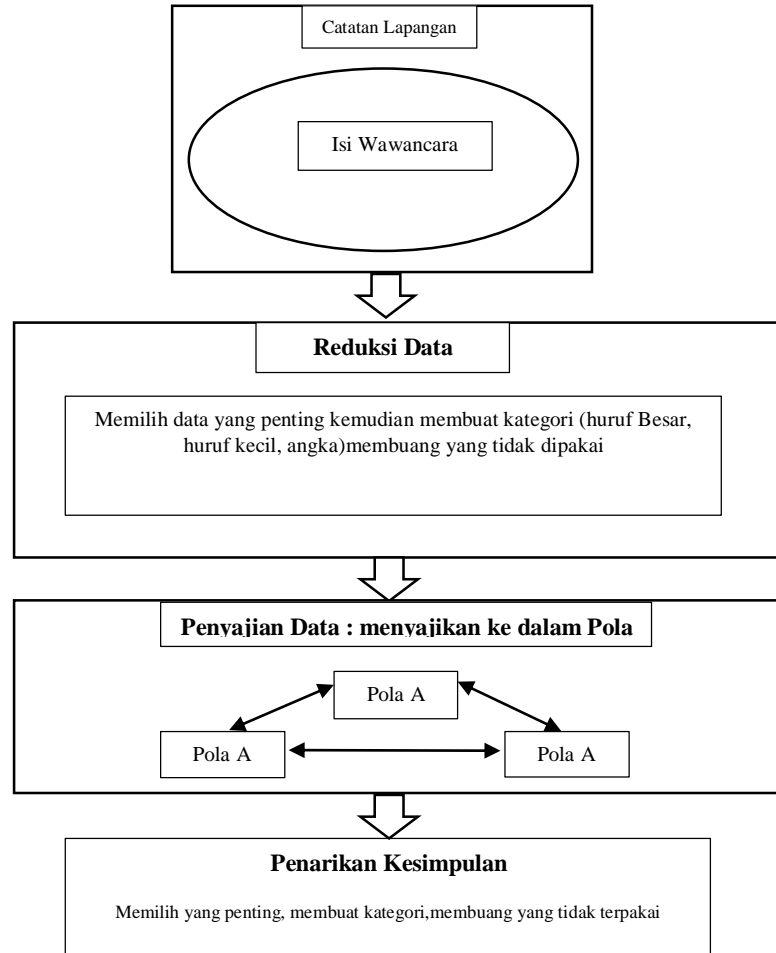 Catatan Lapangan
Isi Wawancara
Reduksi Data
Memilih data yang penting kemudian membuat kategori (huruf Besar,
huruf kecil, angka)membuang yang tidak dipakai
Penyajian Data : menyajikan ke dalam Pola
Pola A
Pola A
Pola A
Penarikan Kesimpulan
Memilih yang penting, membuat kategori,membuang yang tidak terpakai